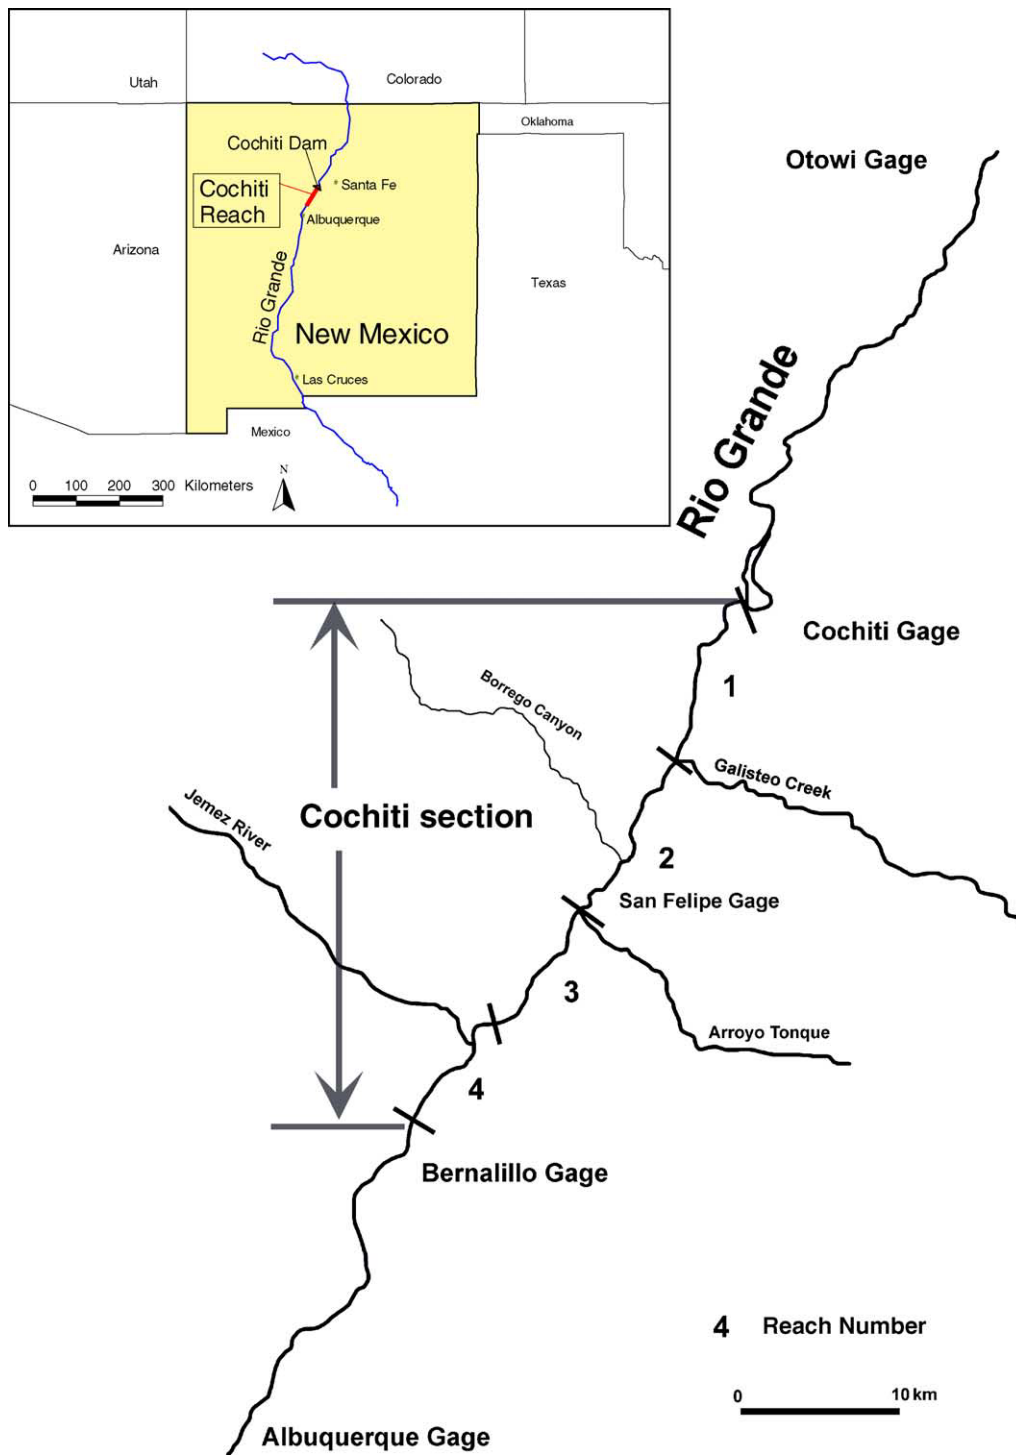 Utah
Colorado
Oklahoma
Cochiti Dam
Santa Fe
Cochiti
Reach
Albuquerque
Arizona
Texas
Rio Grande
New Mexico
Las Cruces
Mexico
N
0 100 200 300 Kilometers
Otowi Gage
Rio Grande
Cochiti Gage
1
Borrego Canyon
Galisteo Creek
Jemez River
Cochiti section
2
San Felipe Gage
3
Arroyo Tonque
4
Bernalillo Gage
4 Reach Number
0 10 km
Albuquerque Gage